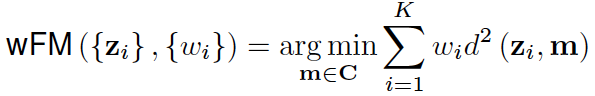 wFM ({z_i}, {w_i}) = arg min_{m∈C} ∑_{i=1}^{K} w_i d² (z_i, m)